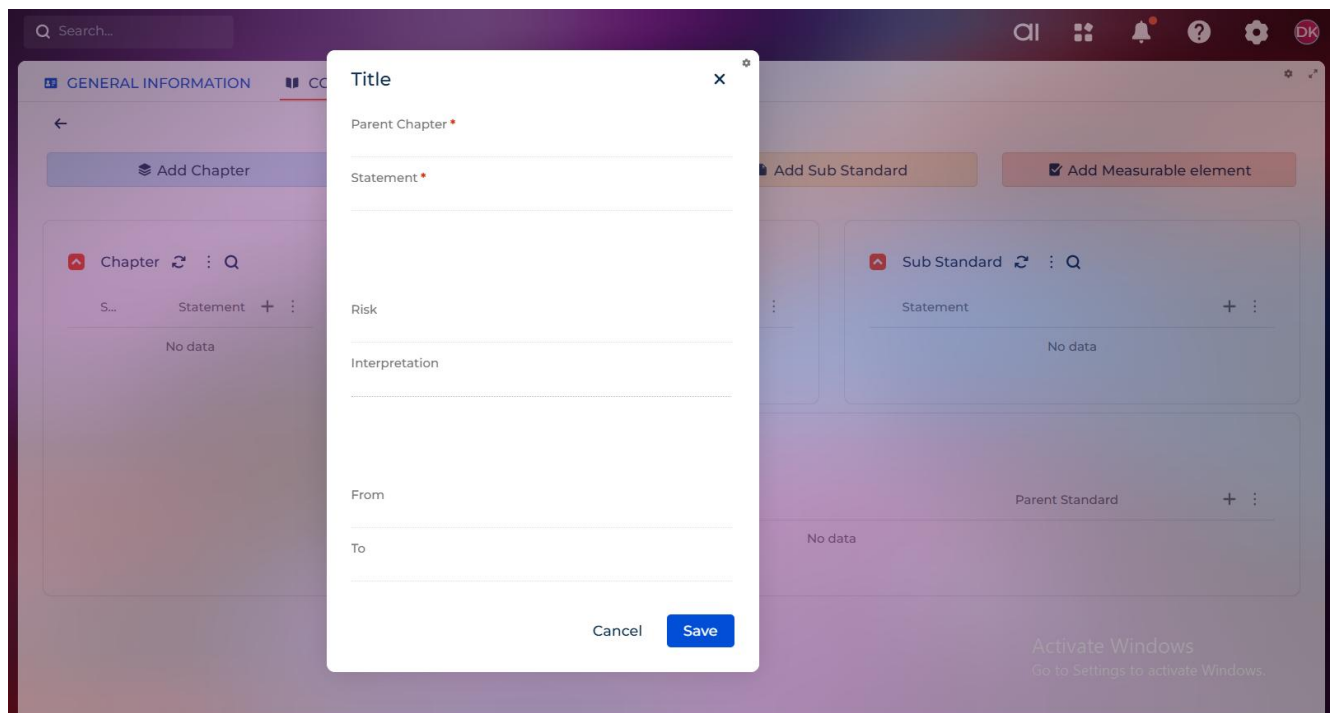 Search...
DK
GENERAL INFORMATION
Title
Parent Chapter *
Statement *
Risk
Interpretation
From
To
Cancel Save
Add Chapter
Add Sub Standard
Add Measurable element
Chapter
S... Statement
No data
Sub Standard
Statement
No data
Parent Standard
No data
Activate Windows
Go to Settings to activate Windows.